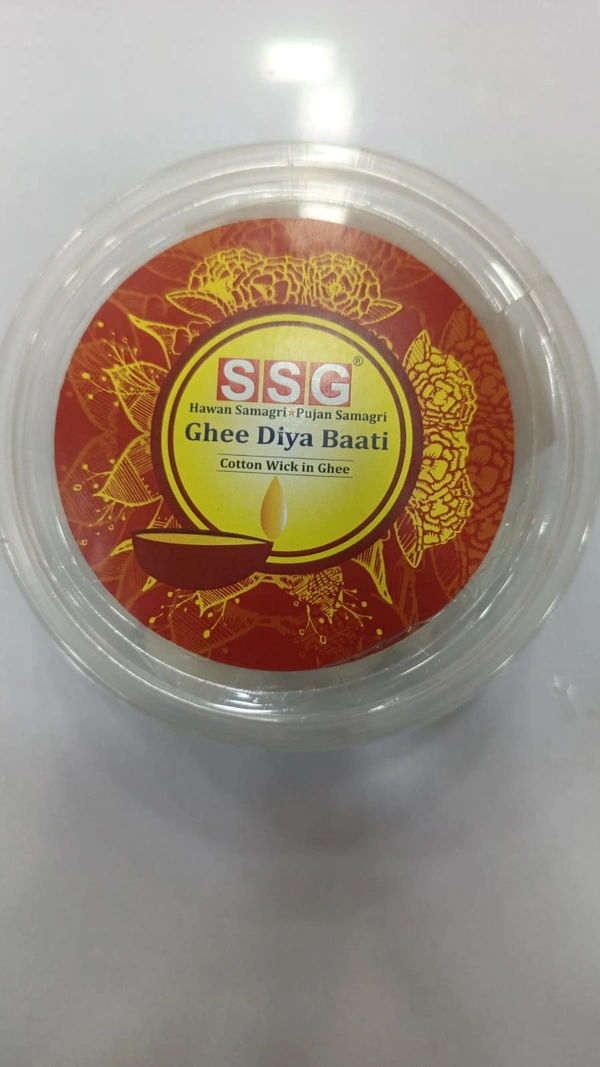 SSG®
Hawan Samagri★Pujan Samagri
Ghee Diya Baati
Cotton Wick in Ghee